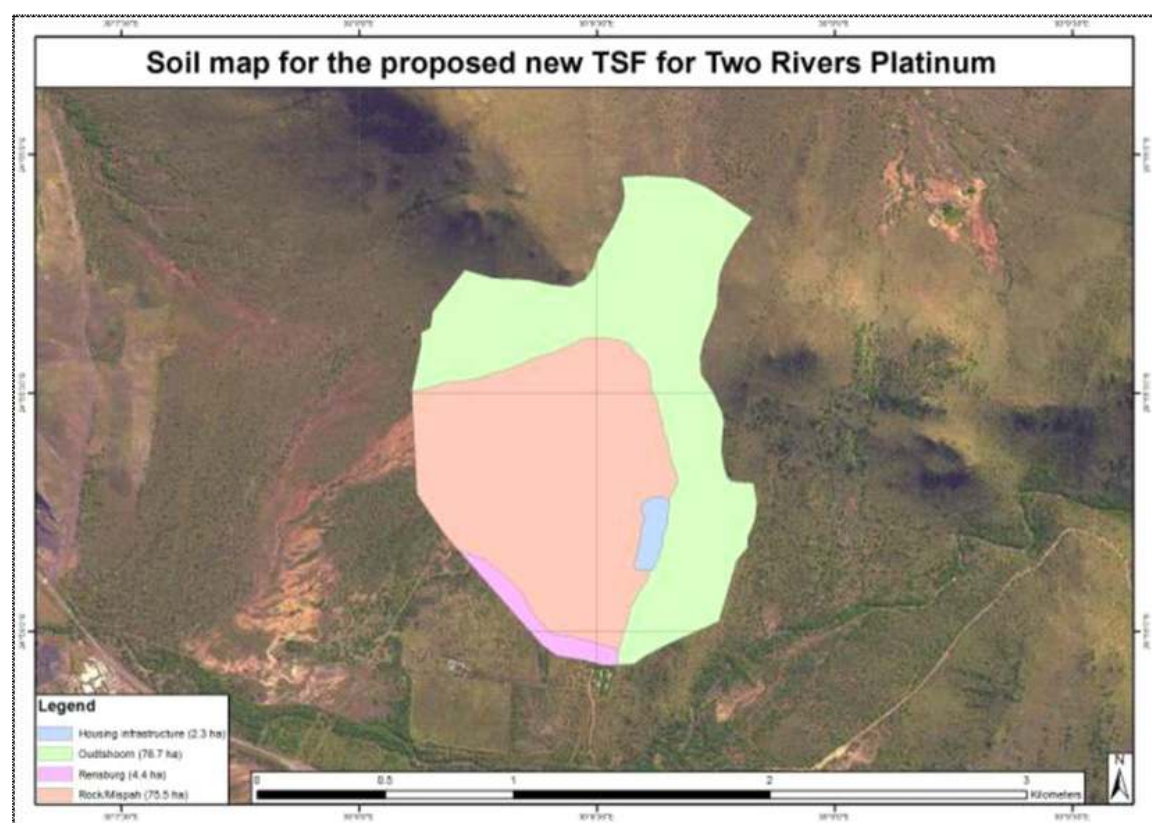 Soil map for the proposed new TSF for Two Rivers Platinum
Legend
Housing infrastructure (2.3 ha)
Oudtshoorn (78.7 ha)
Rensburg (4.4 ha)
Rock/Mispah (75.5 ha)
0 0.5 1 2 3
Kilometers
N